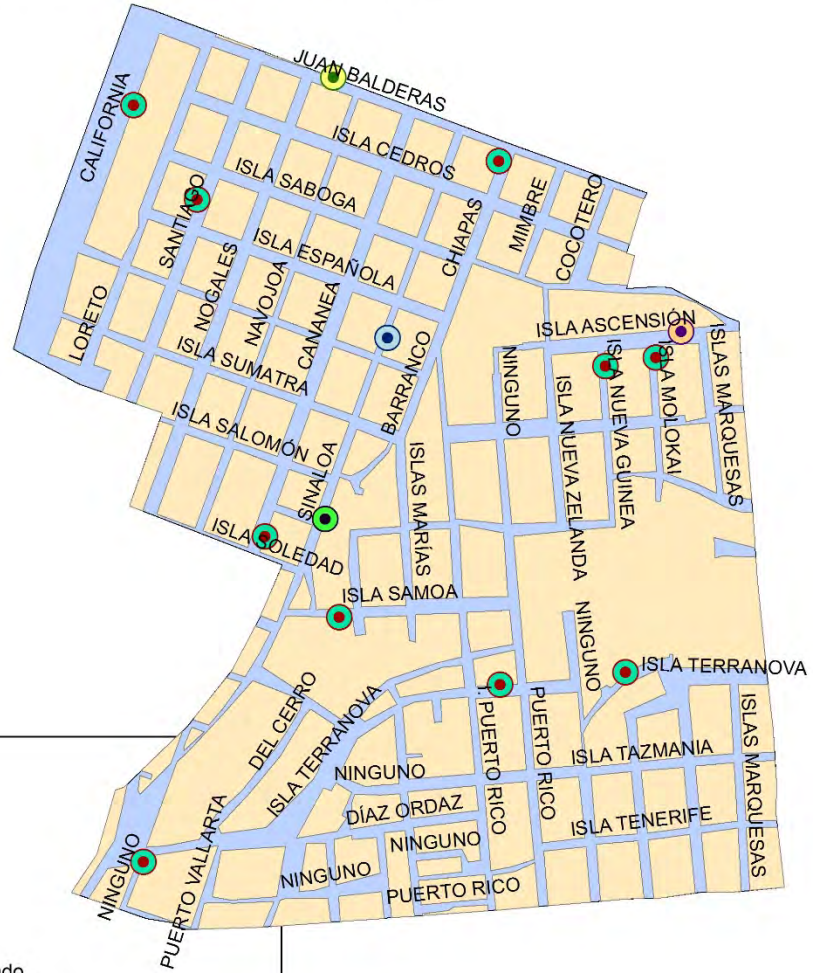 JUAN BALDERAS
CALIFORNIA
ISLA CEDROS
ISLA SABOGA
SANTIAGO
MIMBRE
COCOTERO
CHIAPAS
ISLA ESPAÑOLA
NOGALES
NAVOJOA
CANANEA
LORETO
ISLA SUMATRA
BARRANCO
ISLA ASCENSIÓN
NINGUNO
ISLA NUEVA ZELANDA
ISLA NUEVA GUINEA
ISLA MOLOKAI
ISLAS MARQUESAS
ISLA SALOMÓN
SINALOA
ISLAS MARÍAS
ISLA SOLEDAD
ISLA SAMOA
NINGUNO
ISLA TERRANOVA
DEL CERRO
ISLA TERRANOVA
PUERTO RICO
PUERTO RICO
ISLAS MARQUESAS
ISLA TAZMANIA
NINGUNO
DÍAZ ORDAZ
ISLA TENERIFE
NINGUNO
PUERTO VALLARTA
NINGUNO
NINGUNO
PUERTO RICO